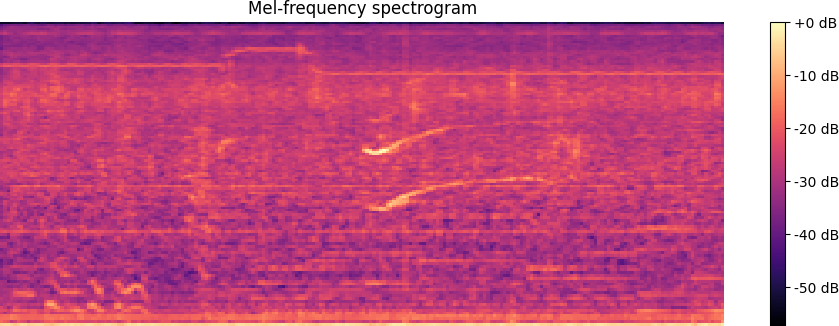 Mel-frequency spectrogram
+0 dB
-10 dB
-20 dB
-30 dB
-40 dB
-50 dB